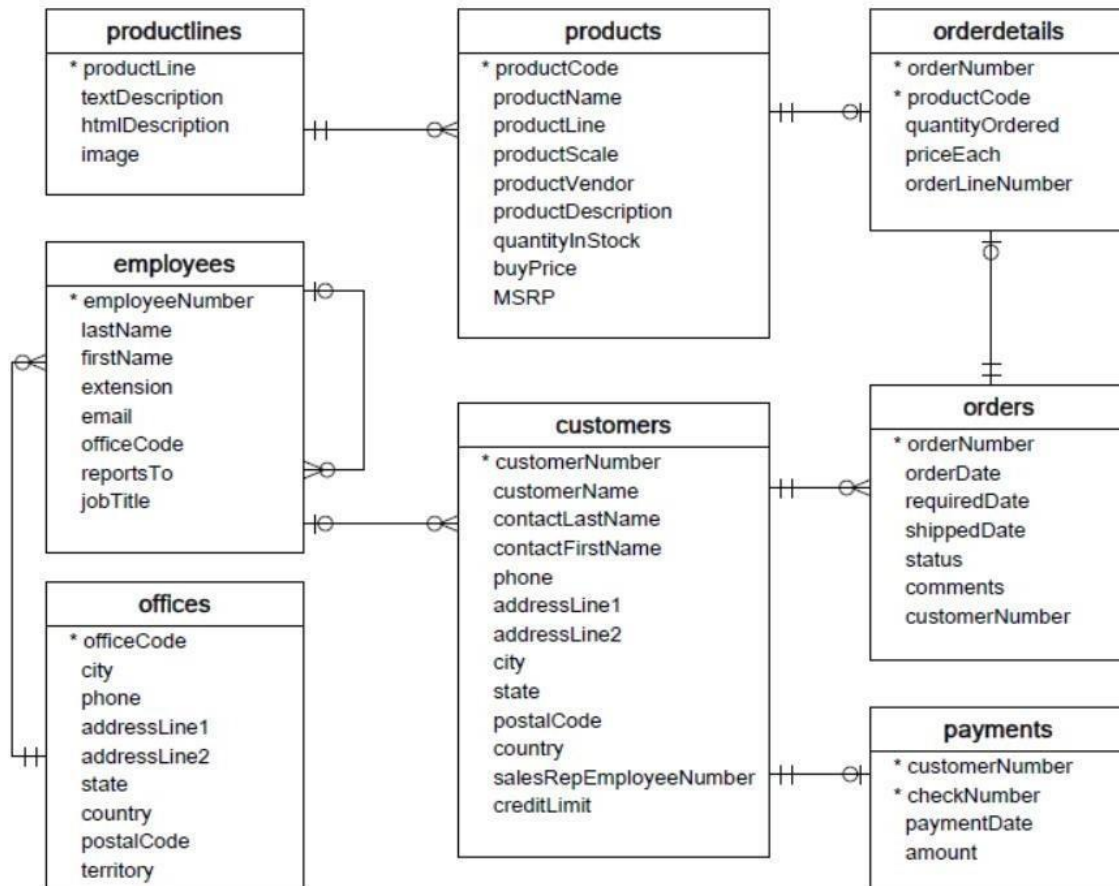 productlines
* productLine
textDescription
htmlDescription
image
products
* productCode
productName
productLine
productScale
productVendor
productDescription
quantityInStock
buyPrice
MSRP
orderdetails
* orderNumber
* productCode
quantityOrdered
priceEach
orderLineNumber
employees
* employeeNumber
lastName
firstName
extension
email
officeCode
reportsTo
jobTitle
customers
* customerNumber
customerName
contactLastName
contactFirstName
phone
addressLine1
addressLine2
city
state
postalCode
country
salesRepEmployeeNumber
creditLimit
orders
* orderNumber
orderDate
requiredDate
shippedDate
status
comments
customerNumber
offices
* officeCode
city
phone
addressLine1
addressLine2
state
country
postalCode
territory
payments
* customerNumber
* checkNumber
paymentDate
amount